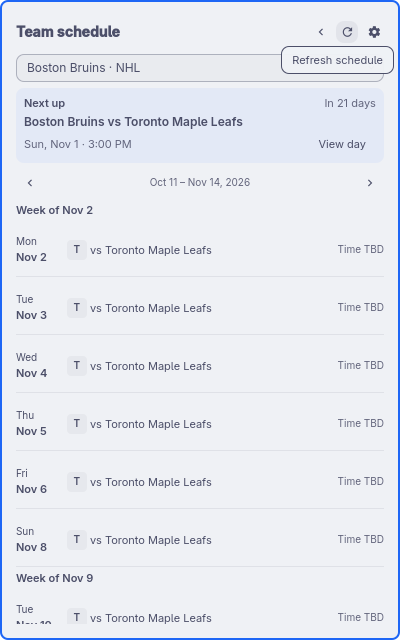 Team schedule
Boston Bruins · NHL
Refresh schedule
Next up
In 21 days
Boston Bruins vs Toronto Maple Leafs
Sun, Nov 1 · 3:00 PM
View day
Oct 11 – Nov 14, 2026
Week of Nov 2
Mon
Nov 2
T vs Toronto Maple Leafs
Time TBD
Tue
Nov 3
T vs Toronto Maple Leafs
Time TBD
Wed
Nov 4
T vs Toronto Maple Leafs
Time TBD
Thu
Nov 5
T vs Toronto Maple Leafs
Time TBD
Fri
Nov 6
T vs Toronto Maple Leafs
Time TBD
Sun
Nov 8
T vs Toronto Maple Leafs
Time TBD
Week of Nov 9
Tue
Nov 10
T vs Toronto Maple Leafs
Time TBD